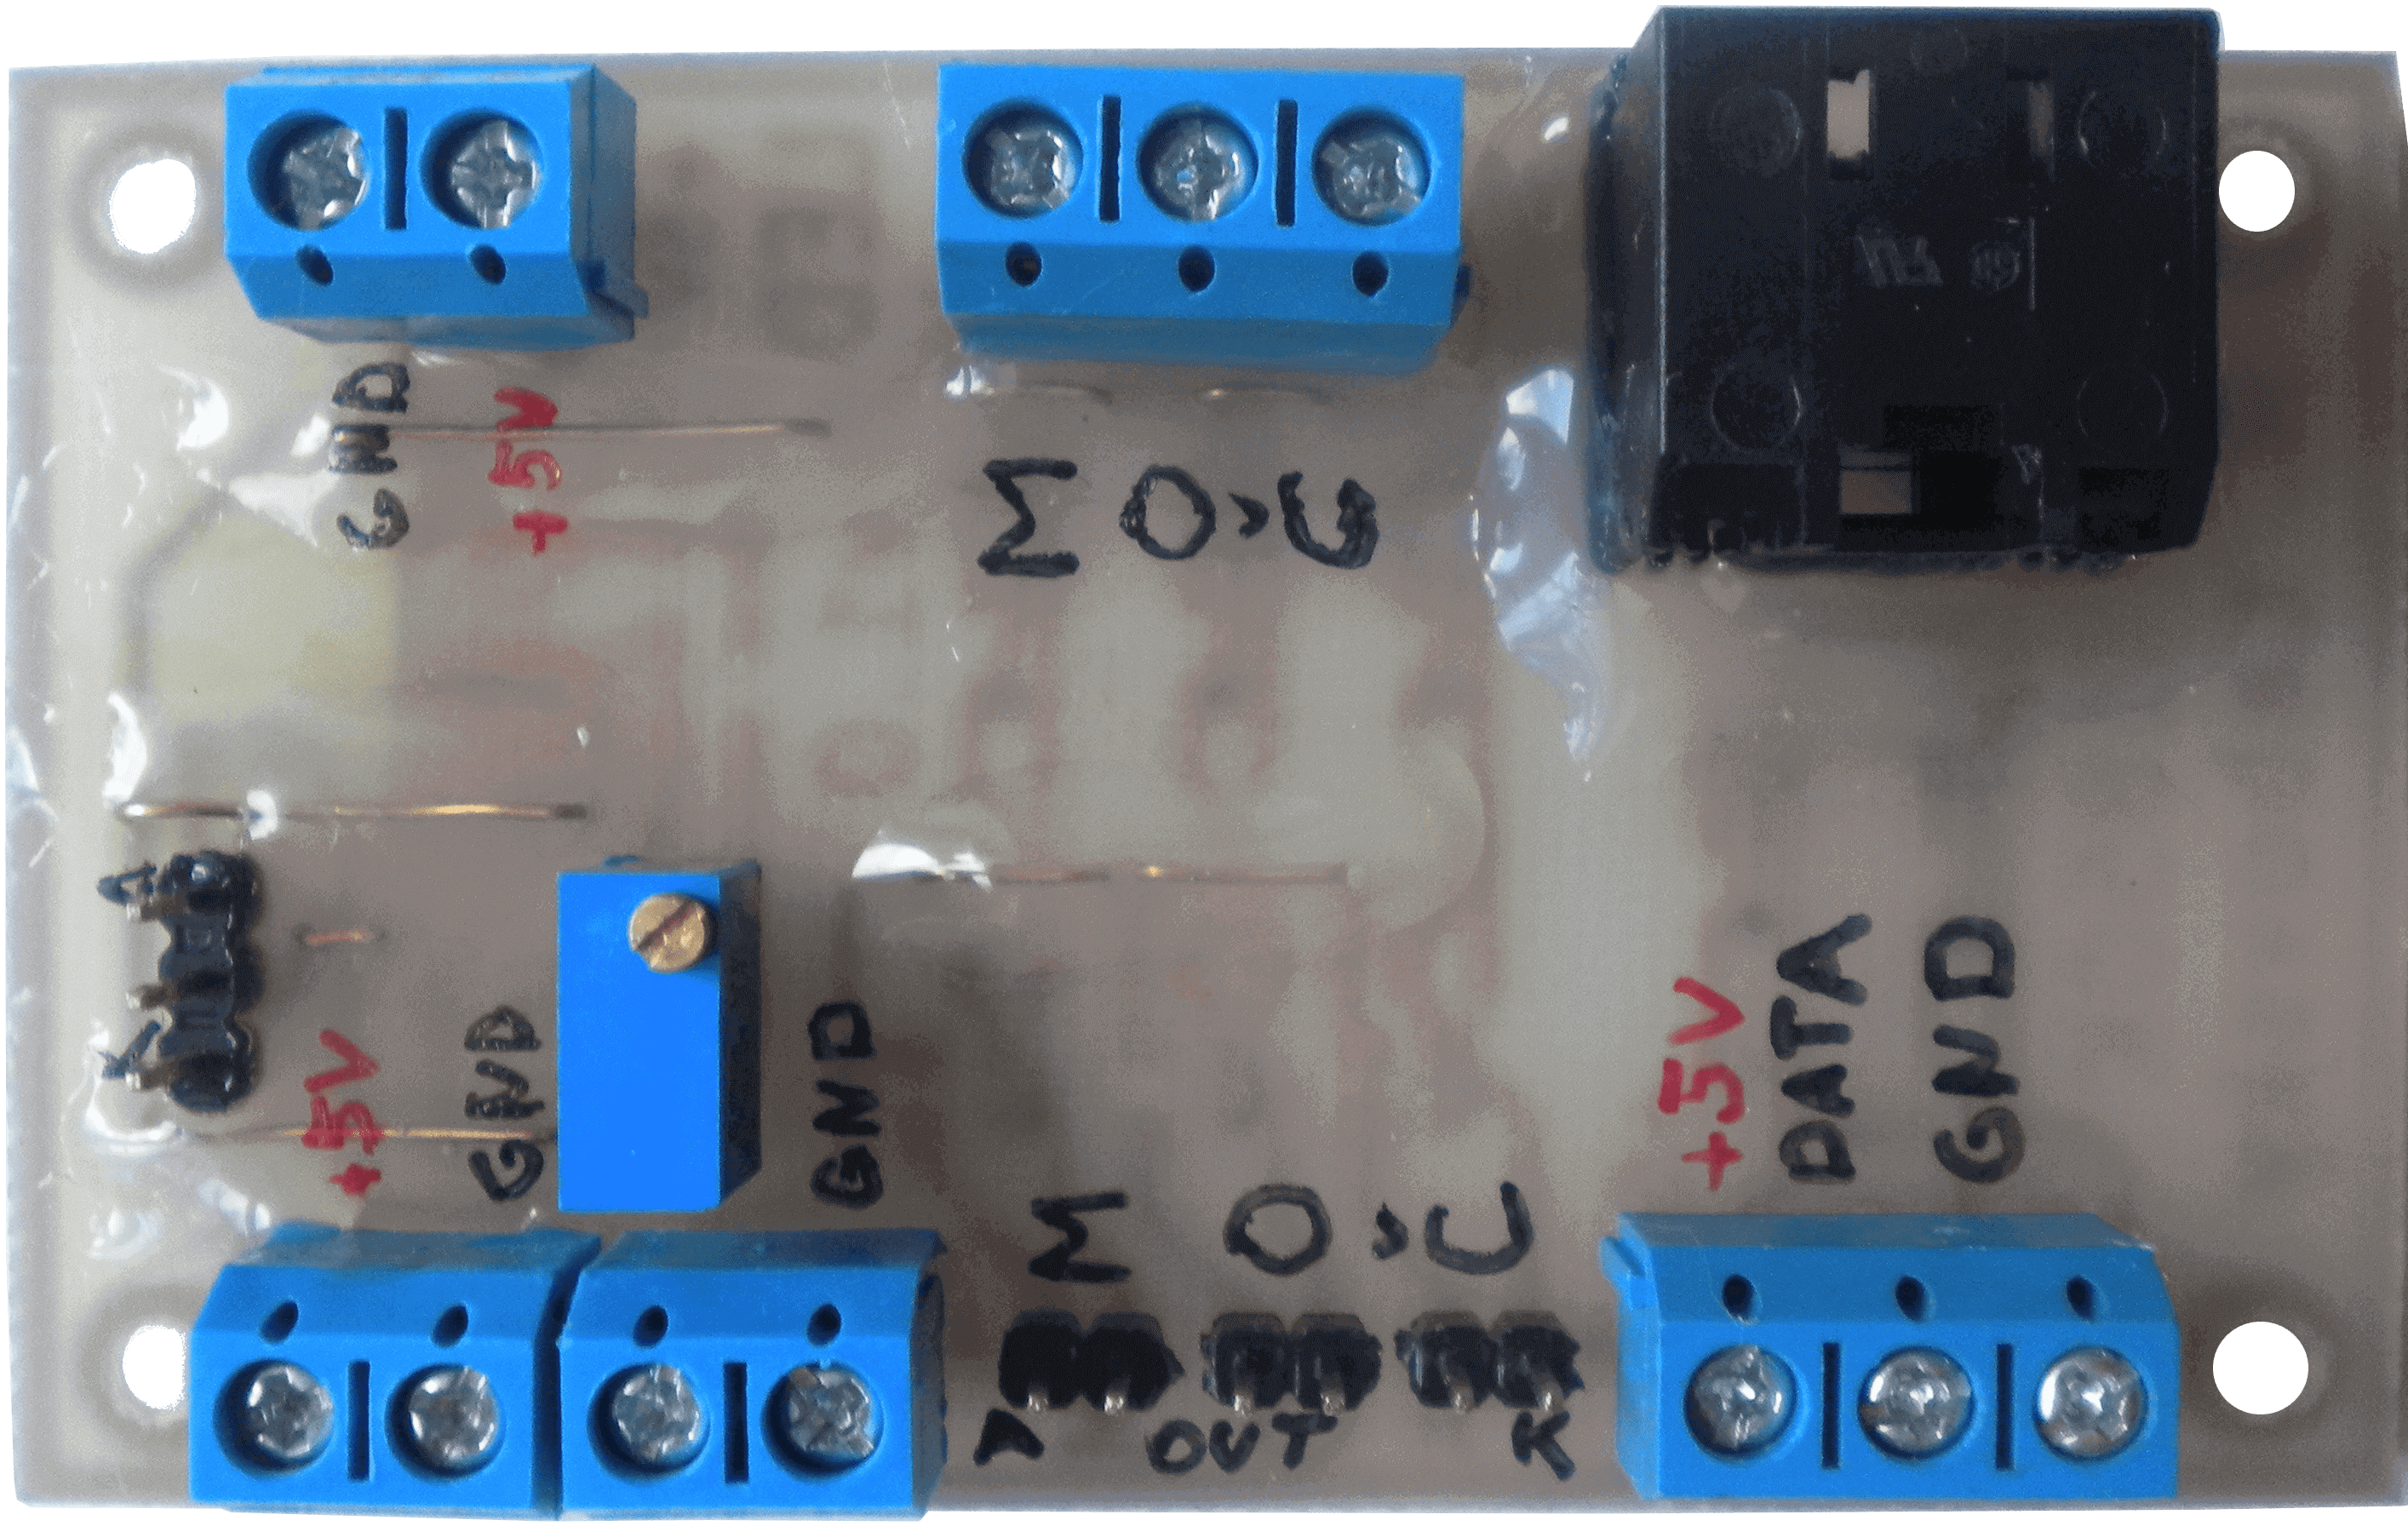 GND
+5V
Σ O > G
A
K
+5V
GND
GND
+5V
DATA
GND
Σ O > C
A OUT K